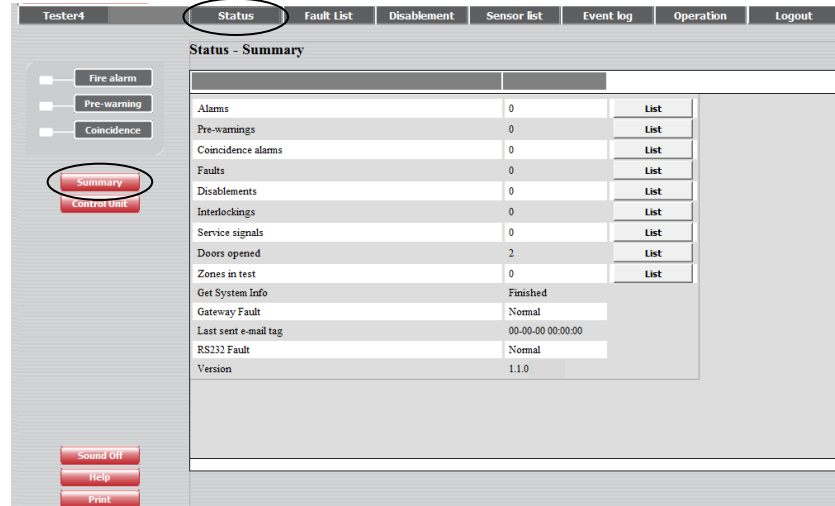 Tester4 Status Fault List Disablement Sensor list Event log Operation Logout
Status - Summary
Fire alarm
Pre-warning
Coincidence
Summary
Control Unit
Alarms 0 List
Pre-warnings 0 List
Coincidence alarms 0 List
Faults 0 List
Disablements 0 List
Interlockings 0 List
Service signals 0 List
Doors opened 2 List
Zones in test 0 List
Get System Info Finished
Gateway Fault Normal
Last sent e-mail tag 00-00-00 00:00:00
RS232 Fault Normal
Version 1.1.0
Sound Off
Help
Print